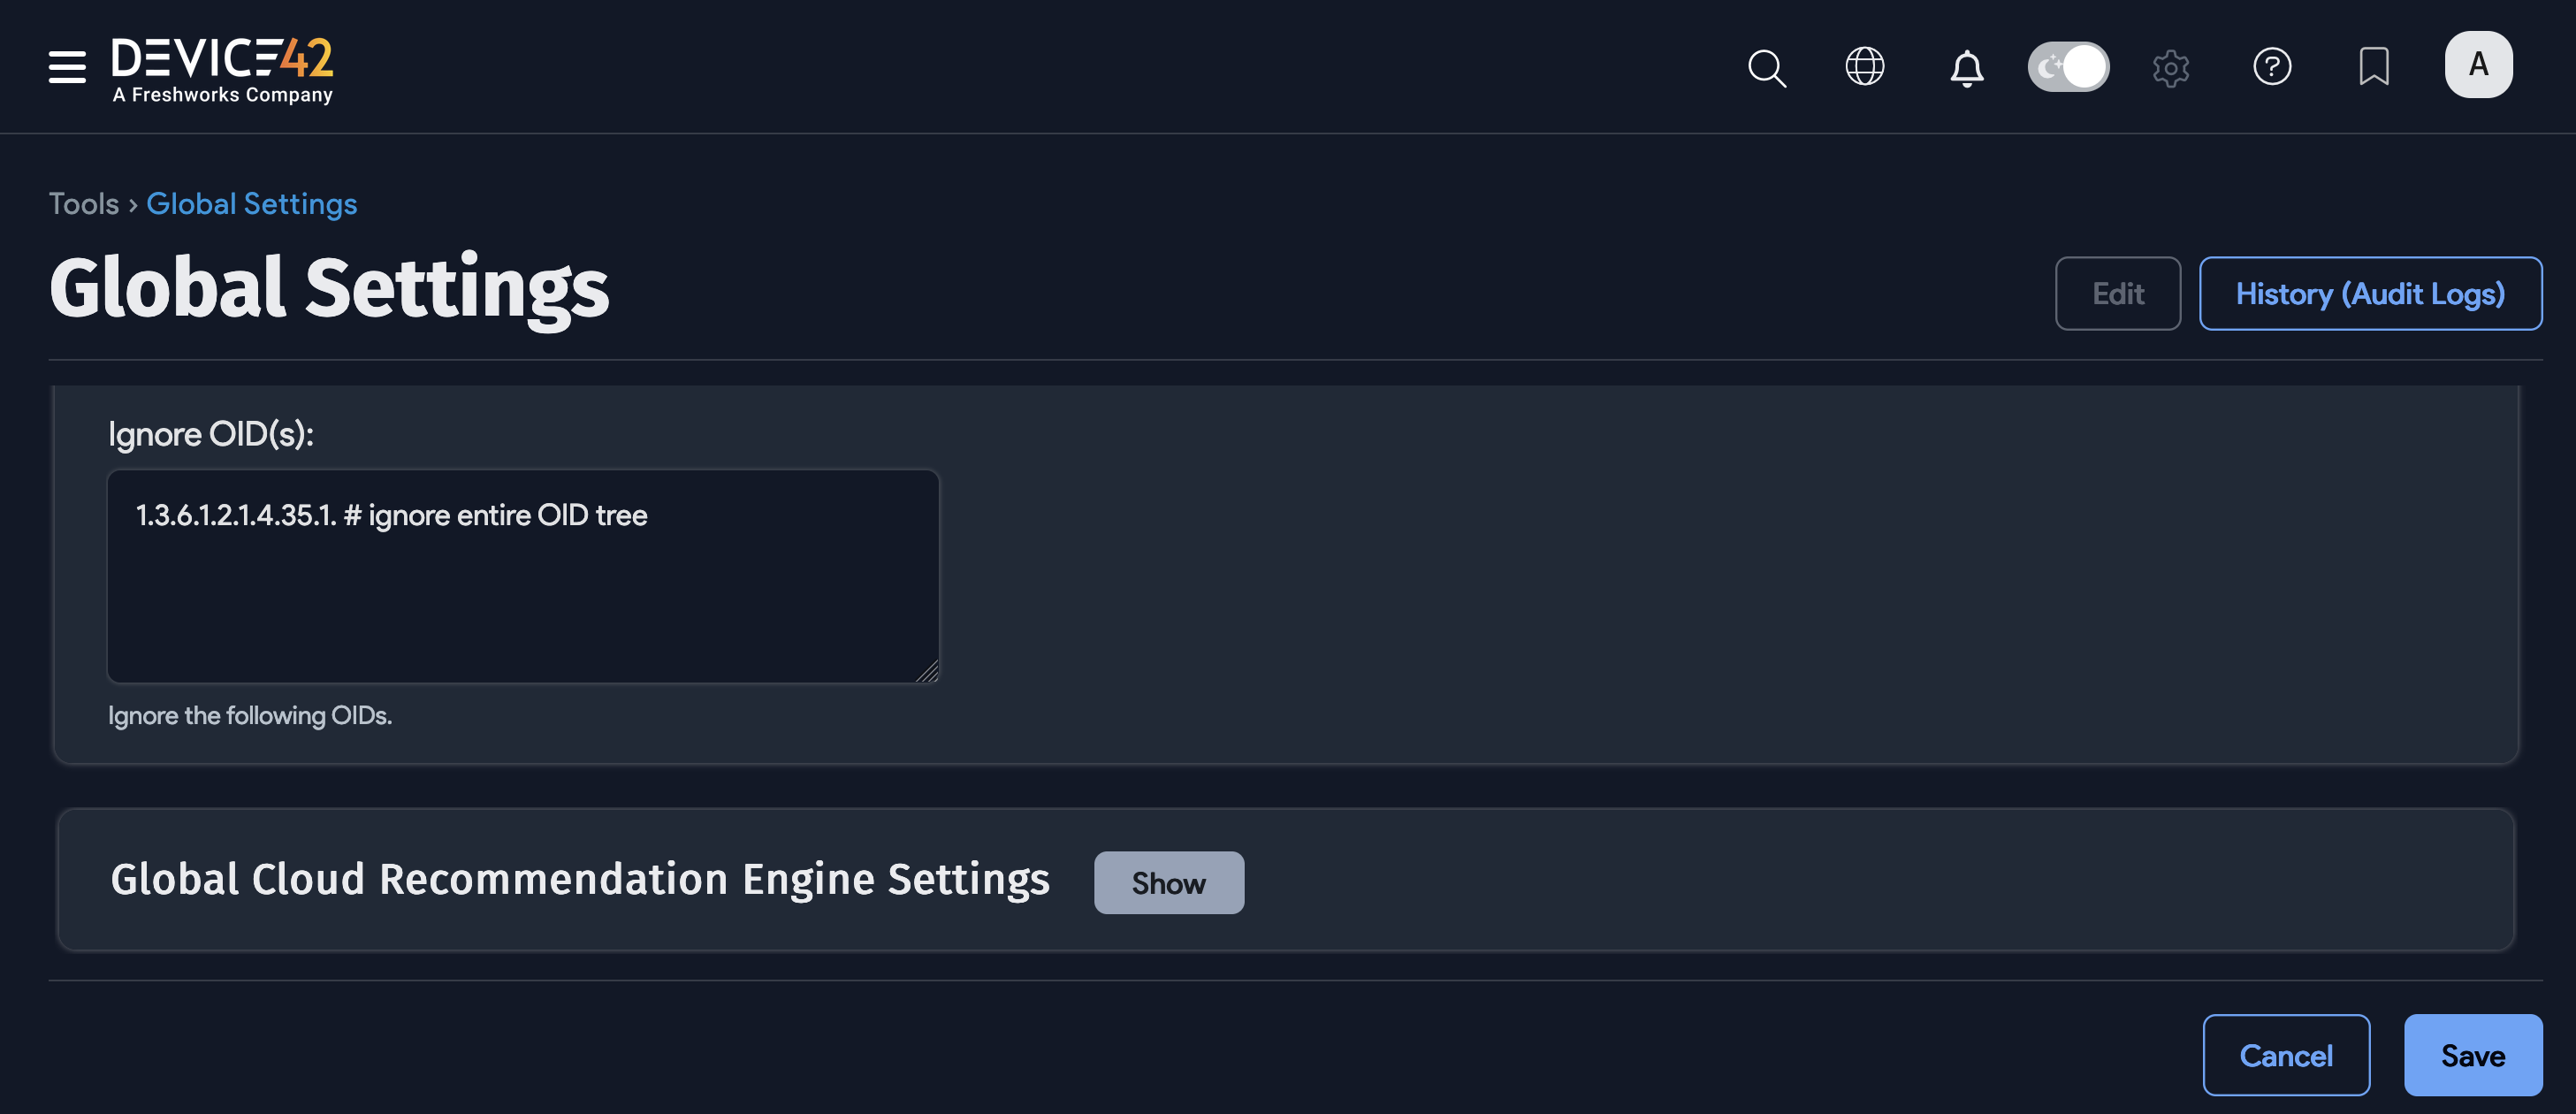 DEVICE42
A Freshworks Company
A
Tools › Global Settings
Global Settings
Edit
History (Audit Logs)
Ignore OID(s):
1.3.6.1.2.1.4.35.1. # ignore entire OID tree
Ignore the following OIDs.
Global Cloud Recommendation Engine Settings
Show
Cancel
Save